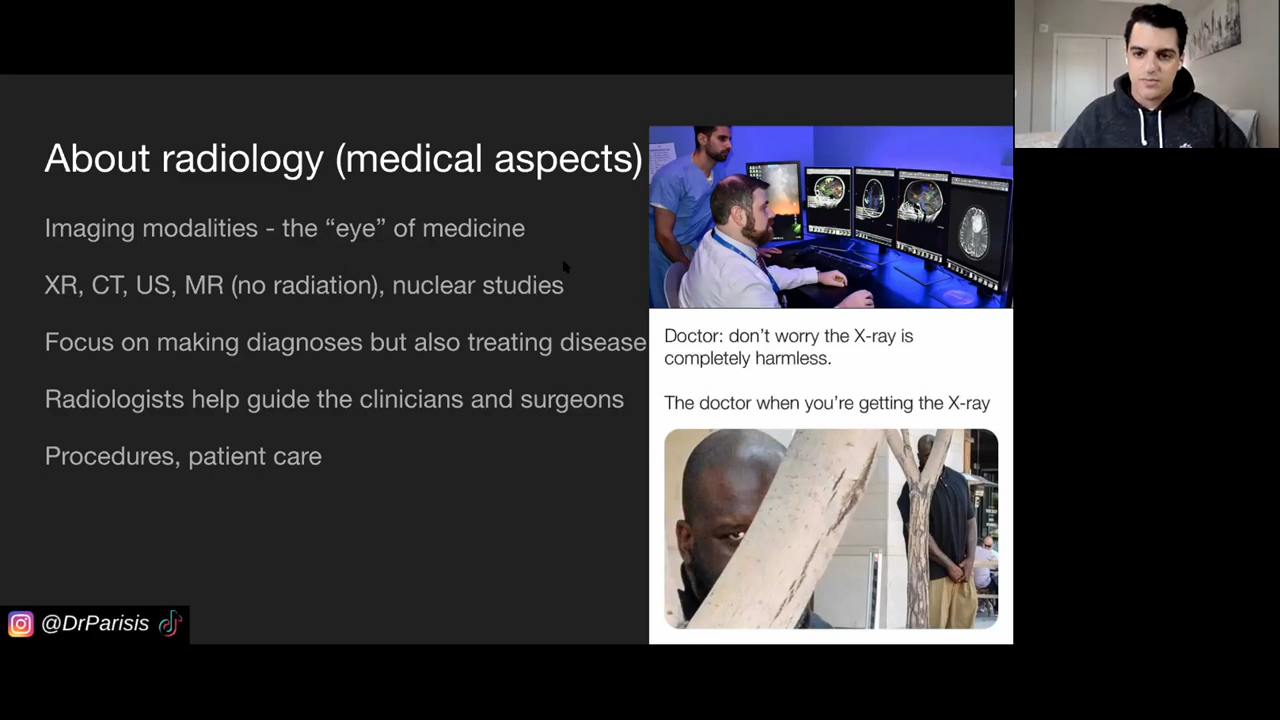 About radiology (medical aspects)
Imaging modalities - the “eye” of medicine
XR, CT, US, MR (no radiation), nuclear studies
Focus on making diagnoses but also treating disease
Radiologists help guide the clinicians and surgeons
Procedures, patient care
Doctor: don’t worry the X-ray is
completely harmless.
The doctor when you’re getting the X-ray
@DrParisis